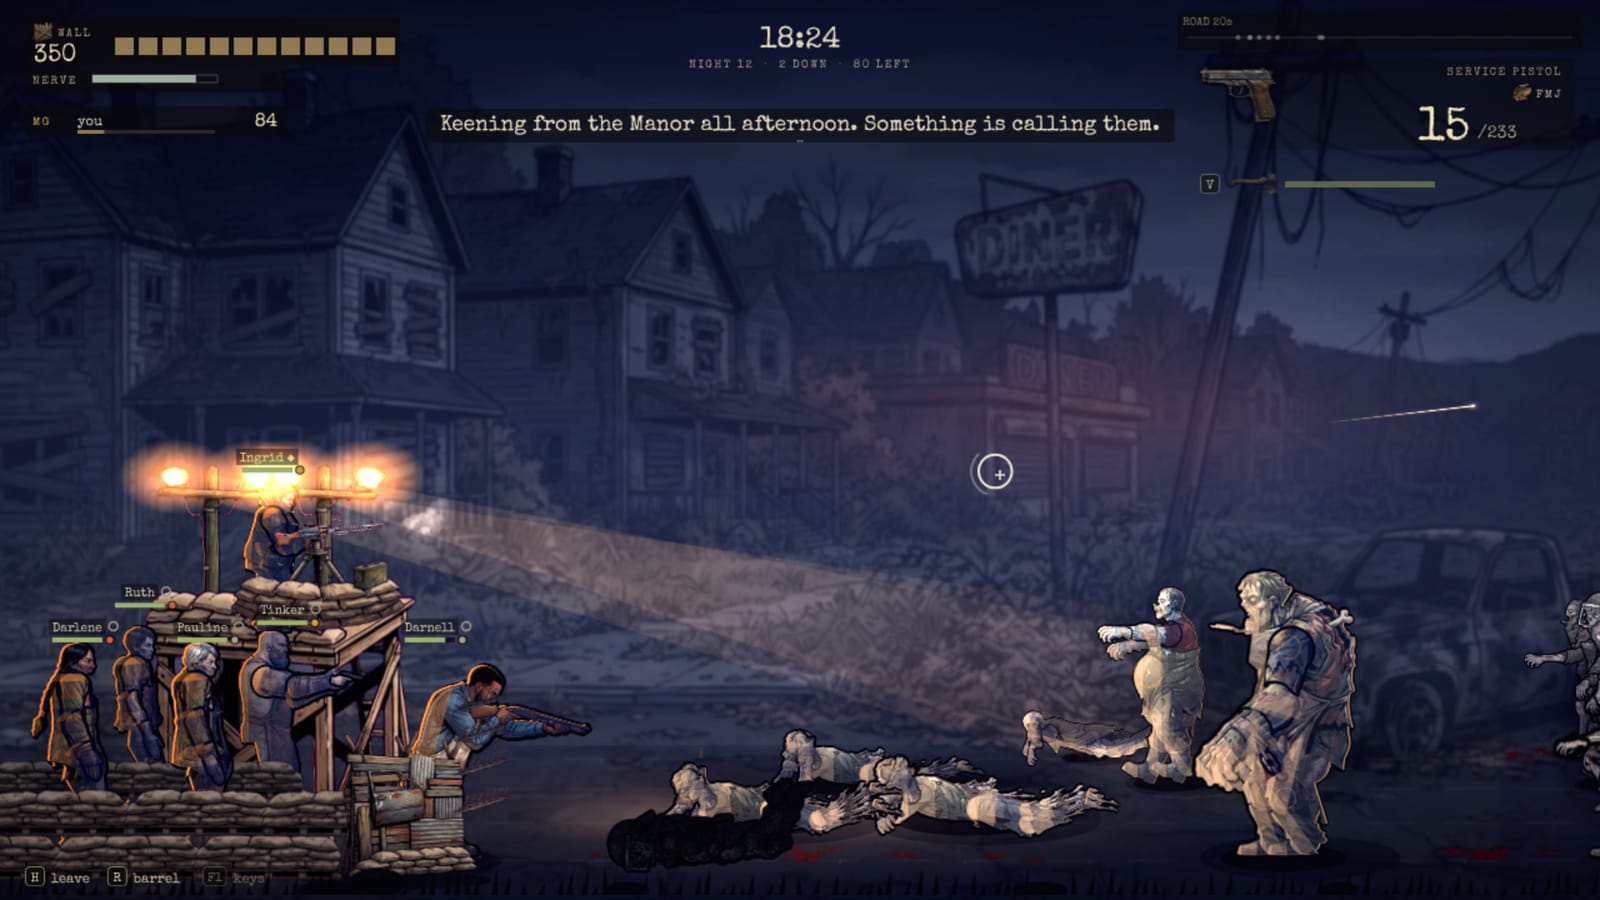 WALL
350
NERVE
MG you 84
18:24
NIGHT 12 · 2 DOWN · 80 LEFT
Keening from the Manor all afternoon. Something is calling them.
ROAD 20s
SERVICE PISTOL
FMJ
15 /233
V
DINER
DINER
Ingrid
Ruth
Tinker
Darlene
Pauline
Darnell
H leave R barrel F1 keys